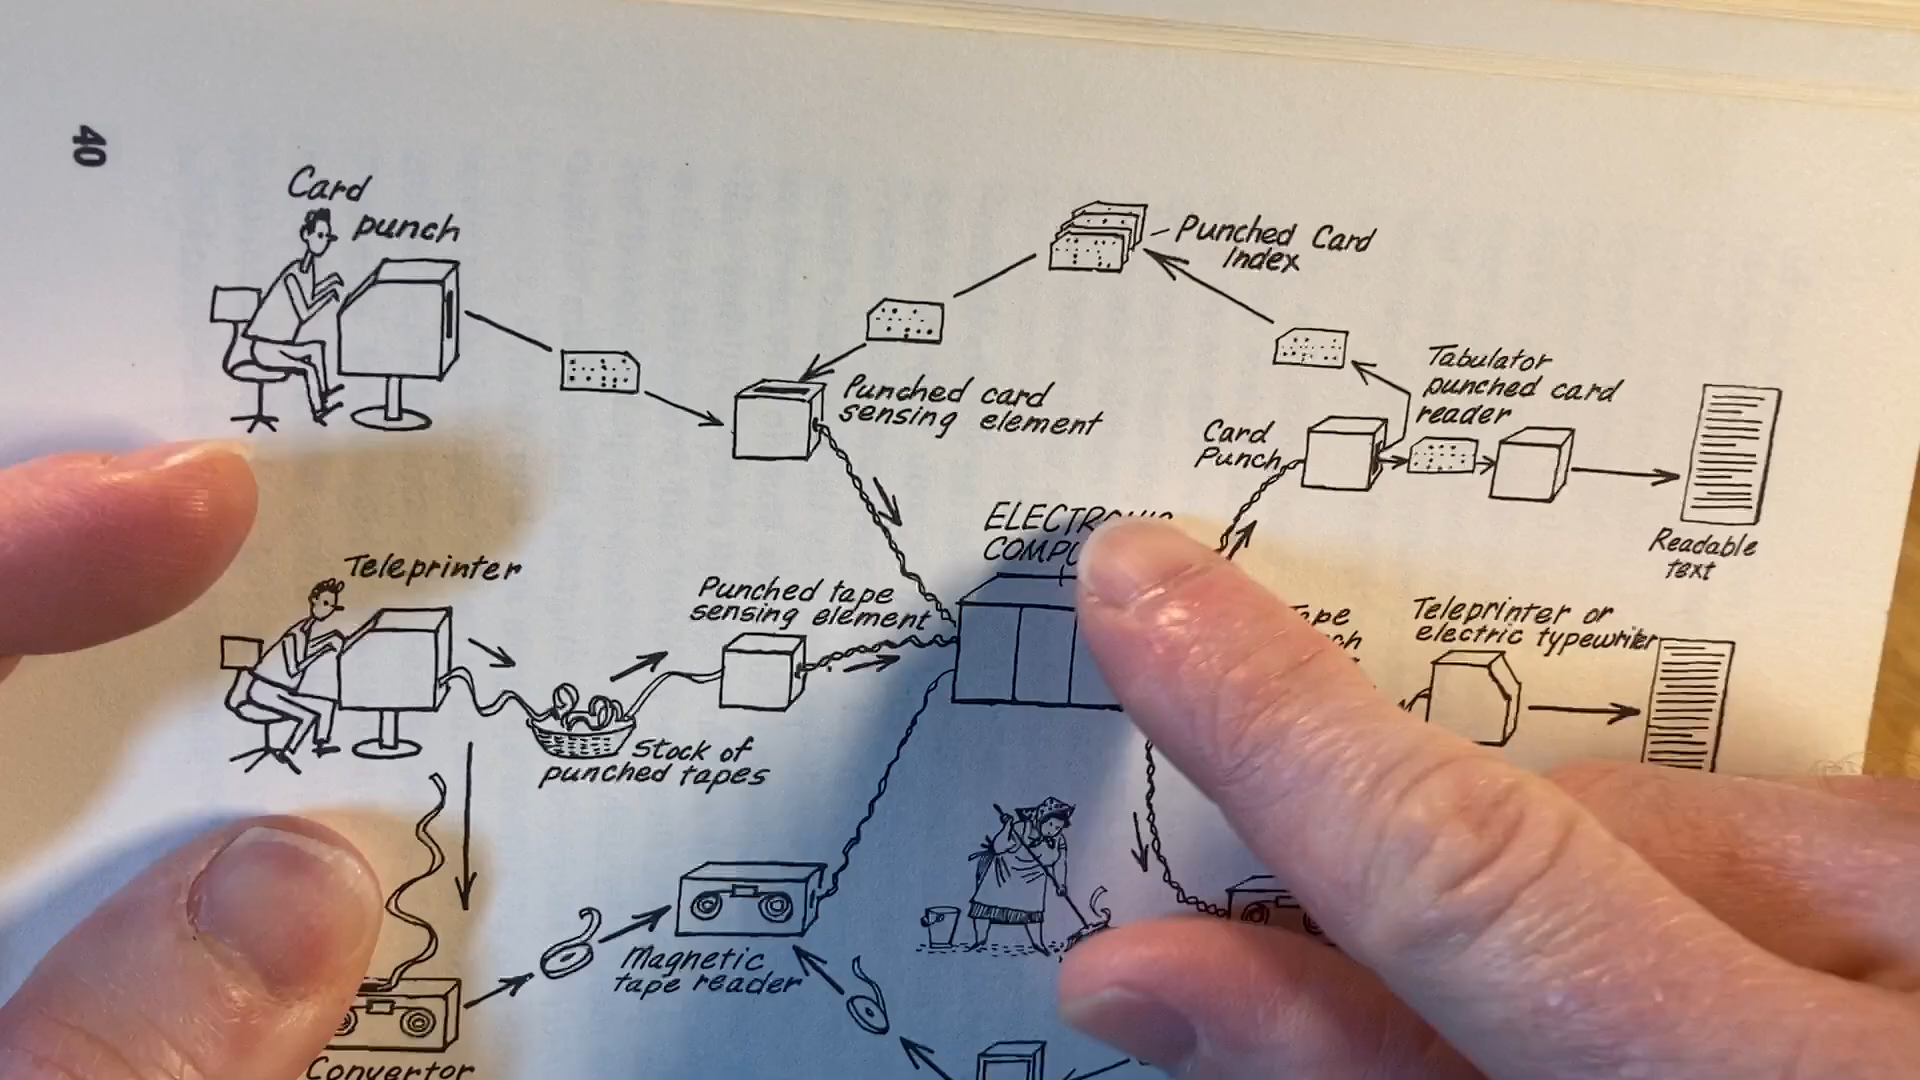 40
Card
punch
Punched Card
Index
Punched card
sensing element
Tabulator
punched card
reader
Card
Punch
Readable
text
ELECTRONIC
Teleprinter
Punched tape
sensing element
Teleprinter or
electric typewriter
Stock of
punched tapes
Magnetic
tape reader
Convertor